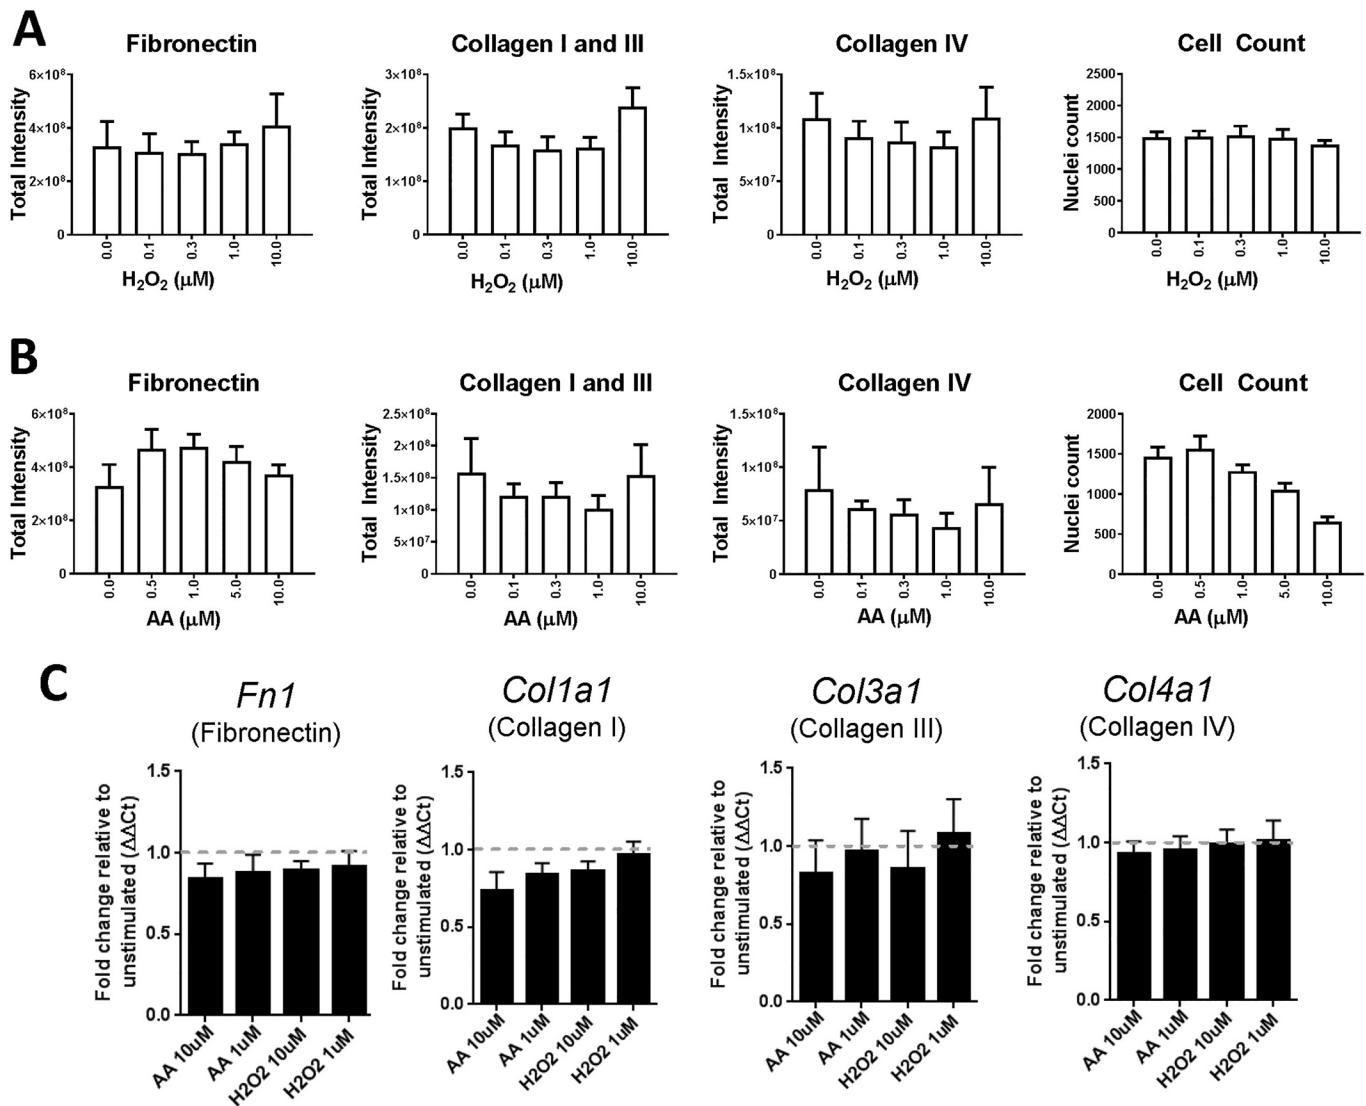 A
Fibronectin
Total Intensity
6×10⁸
4×10⁸
2×10⁸
0
0.0
0.1
0.3
1.0
10.0
H₂O₂ (μM)
Collagen I and III
Total Intensity
3×10⁸
2×10⁸
1×10⁸
0
0.0
0.1
0.3
1.0
10.0
H₂O₂ (μM)
Collagen IV
Total Intensity
1.5×10⁸
1×10⁸
5×10⁷
0
0.0
0.1
0.3
1.0
10.0
H₂O₂ (μM)
Cell Count
Nuclei count
2500
2000
1500
1000
500
0
0.0
0.1
0.3
1.0
10.0
H₂O₂ (μM)
B
Fibronectin
Total Intensity
6×10⁸
4×10⁸
2×10⁸
0
0.0
0.5
1.0
5.0
10.0
AA (μM)
Collagen I and III
Total Intensity
2.5×10⁸
2×10⁸
1.5×10⁸
1×10⁸
5×10⁷
0
0.0
0.1
0.3
1.0
10.0
AA (μM)
Collagen IV
Total Intensity
1.5×10⁸
1×10⁸
5×10⁷
0
0.0
0.1
0.3
1.0
10.0
AA (μM)
Cell Count
Nuclei count
2000
1500
1000
500
0
0.0
0.5
1.0
5.0
10.0
AA (μM)
C
Fn1
(Fibronectin)
Fold change relative to
unstimulated (ΔΔCt)
1.5
1.0
0.5
0.0
AA 10uM
AA 1uM
H2O2 10uM
H2O2 1uM
Col1a1
(Collagen I)
Fold change relative to
unstimulated (ΔΔCt)
1.5
1.0
0.5
0.0
AA 10uM
AA 1uM
H2O2 10uM
H2O2 1uM
Col3a1
(Collagen III)
Fold change relative to
unstimulated (ΔΔCt)
1.5
1.0
0.5
0.0
AA 10uM
AA 1uM
H2O2 10uM
H2O2 1uM
Col4a1
(Collagen IV)
Fold change relative to
unstimulated (ΔΔCt)
1.5
1.0
0.5
0.0
AA 10uM
AA 1uM
H2O2 10uM
H2O2 1uM